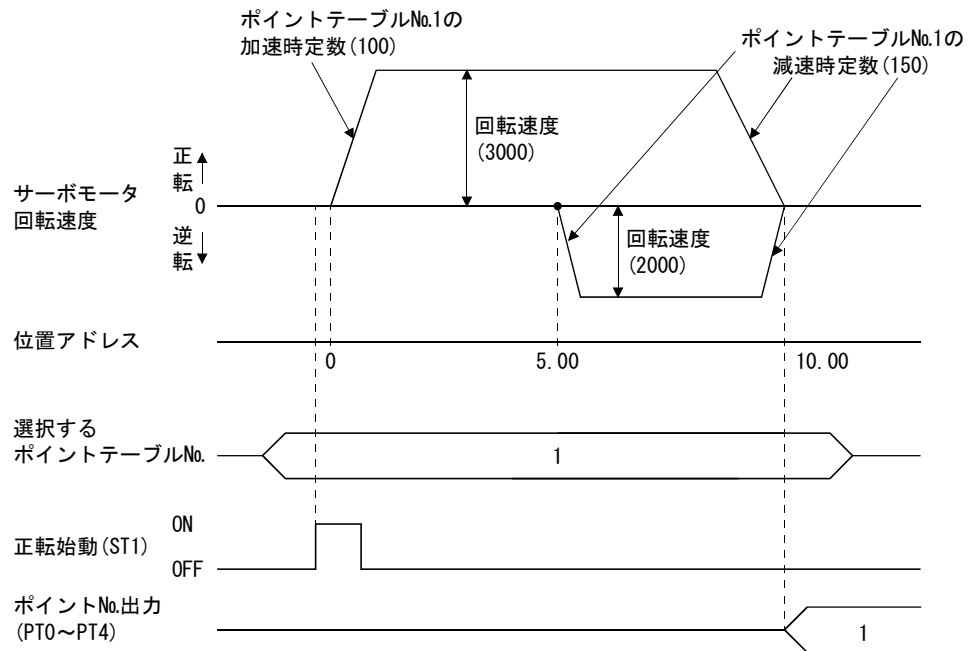 ポイントテーブル№1の
加速時定数(100)
ポイントテーブル№1の
減速時定数(150)
回転速度
(3000)
正
転
サーボモータ
回転速度
0
逆
転
回転速度
(2000)
位置アドレス
0
5.00
10.00
選択する
ポイントテーブル№.
1
正転始動(ST1)
ON
OFF
ポイント№出力
(PT0～PT4)
1